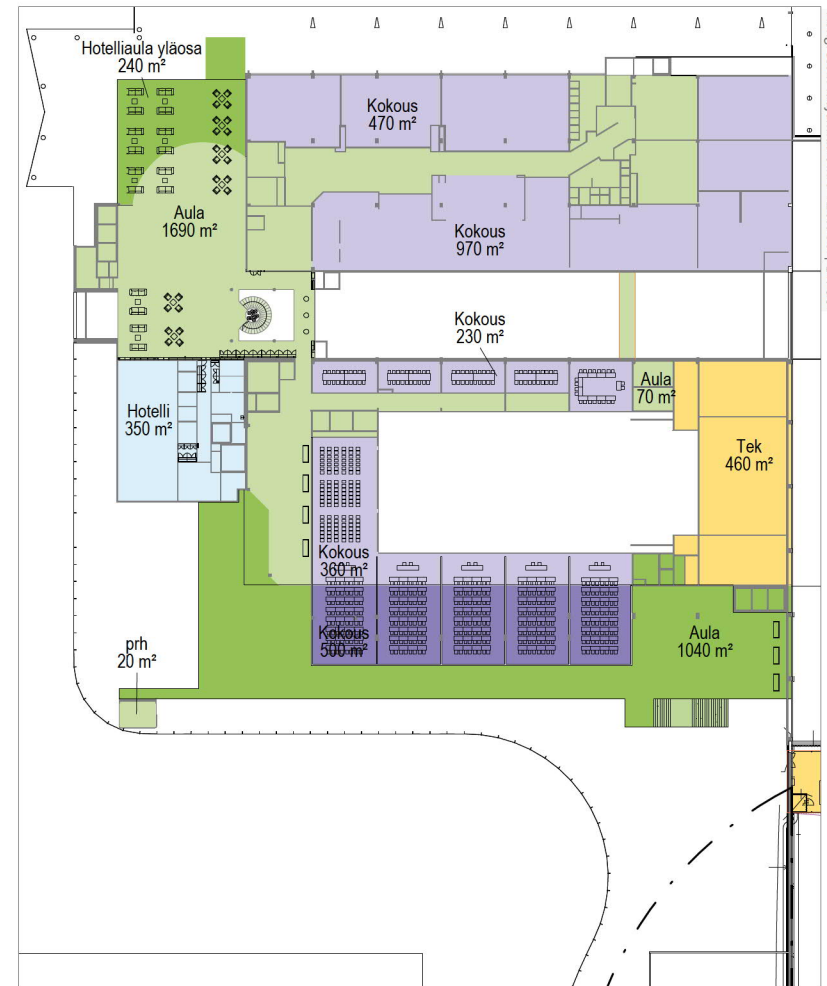 Hotelliaula yläosa
240 m²
Kokous
470 m²
Aula
1690 m²
Kokous
970 m²
Kokous
230 m²
Hotelli
350 m²
Aula
70 m²
Tek
460 m²
Kokous
360 m²
Kokous
500 m²
prh
20 m²
Aula
1040 m²